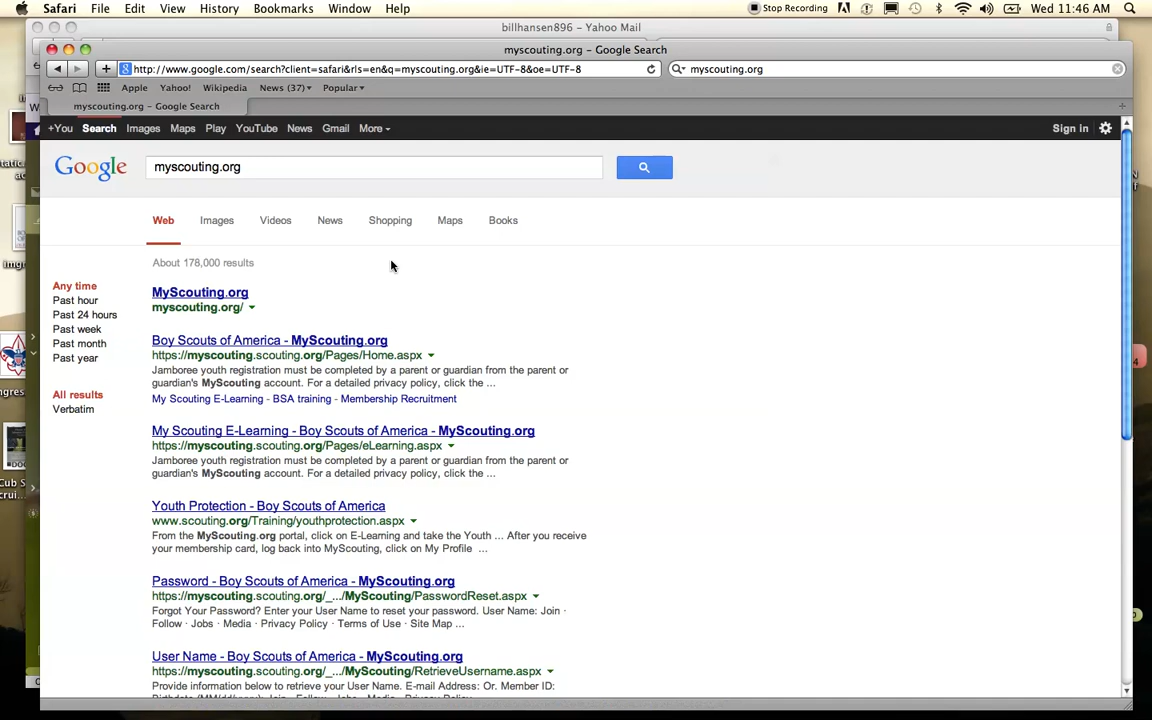 Safari File Edit View History Bookmarks Window Help Stop Recording Wed 11:46 AM
billhansen896 – Yahoo Mail
myscouting.org – Google Search
http://www.google.com/search?client=safari&rls=en&q=myscouting.org&ie=UTF-8&oe=UTF-8 myscouting.org
Apple Yahoo! Wikipedia News (37) Popular
myscouting.org – Google Search
+You Search Images Maps Play YouTube News Gmail More Sign in
Google myscouting.org
Web Images Videos News Shopping Maps Books
About 178,000 results
Any time
Past hour
Past 24 hours
Past week
Past month
Past year
All results
Verbatim
MyScouting.org
myscouting.org/
Boy Scouts of America - MyScouting.org
https://myscouting.scouting.org/Pages/Home.aspx
Jamboree youth registration must be completed by a parent or guardian from the parent or
guardian's MyScouting account. For a detailed privacy policy, click the ...
My Scouting E-Learning - BSA training - Membership Recruitment
My Scouting E-Learning - Boy Scouts of America - MyScouting.org
https://myscouting.scouting.org/Pages/eLearning.aspx
Jamboree youth registration must be completed by a parent or guardian from the parent or
guardian's MyScouting account. For a detailed privacy policy, click the ...
Youth Protection - Boy Scouts of America
www.scouting.org/Training/youthprotection.aspx
From the MyScouting.org portal, click on E-Learning and take the Youth ... After you receive
your membership card, log back into MyScouting, click on My Profile ...
Password - Boy Scouts of America - MyScouting.org
https://myscouting.scouting.org/_.../MyScouting/PasswordReset.aspx
Forgot Your Password? Enter your User Name to reset your password. User Name: Join ·
Follow · Jobs · Media · Privacy Policy · Terms of Use · Site Map ...
User Name - Boy Scouts of America - MyScouting.org
https://myscouting.scouting.org/_.../MyScouting/RetrieveUsername.aspx
Provide information below to retrieve your User Name. E-mail Address: Or. Member ID: